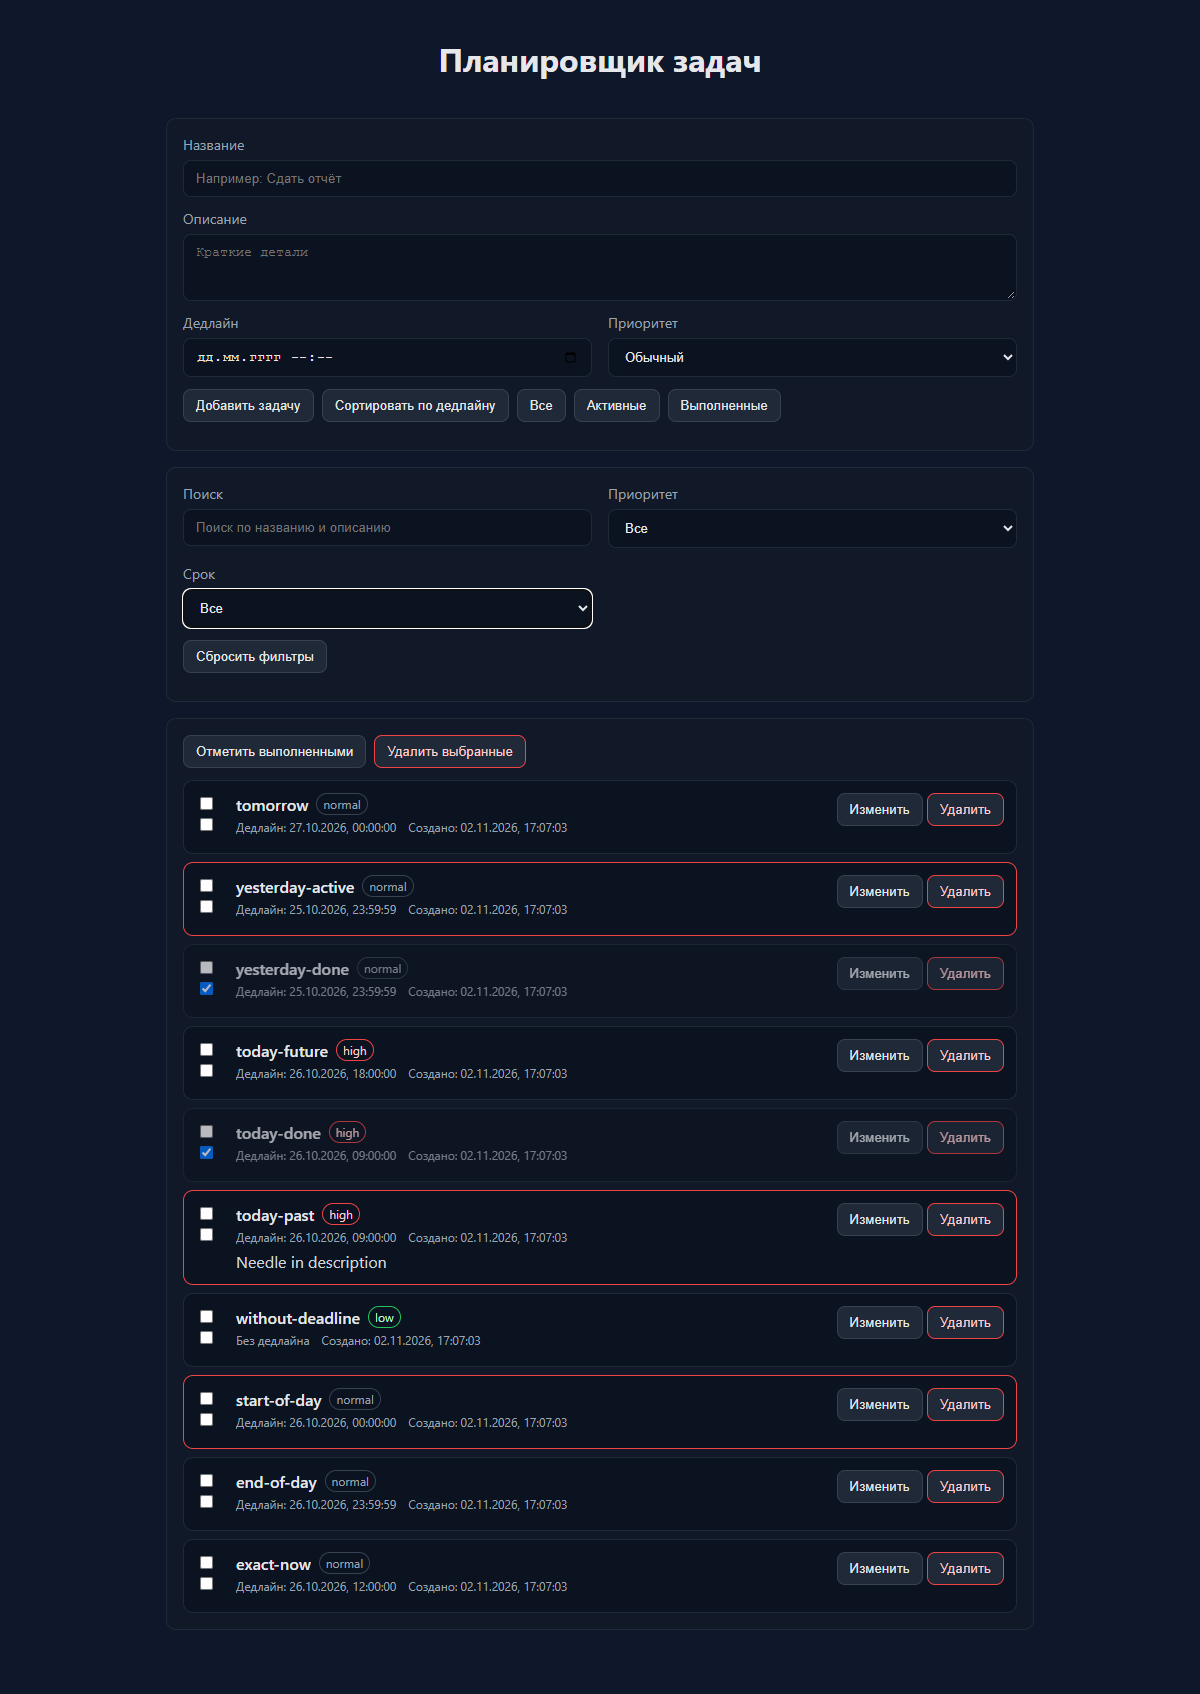 Планировщик задач
Название
Например: Сдать отчёт
Описание
Краткие детали
Дедлайн Приоритет
дд.мм.гггг --:-- Обычный
Добавить задачу Сортировать по дедлайну Все Активные Выполненные
Поиск Приоритет
Поиск по названию и описанию Все
Срок
Все
Сбросить фильтры
Отметить выполненными Удалить выбранные
tomorrow normal Изменить Удалить
Дедлайн: 27.10.2026, 00:00:00 Создано: 02.11.2026, 17:07:03
yesterday-active normal Изменить Удалить
Дедлайн: 25.10.2026, 23:59:59 Создано: 02.11.2026, 17:07:03
yesterday-done normal Изменить Удалить
Дедлайн: 25.10.2026, 23:59:59 Создано: 02.11.2026, 17:07:03
today-future high Изменить Удалить
Дедлайн: 26.10.2026, 18:00:00 Создано: 02.11.2026, 17:07:03
today-done high Изменить Удалить
Дедлайн: 26.10.2026, 09:00:00 Создано: 02.11.2026, 17:07:03
today-past high Изменить Удалить
Дедлайн: 26.10.2026, 09:00:00 Создано: 02.11.2026, 17:07:03
Needle in description
without-deadline low Изменить Удалить
Без дедлайна Создано: 02.11.2026, 17:07:03
start-of-day normal Изменить Удалить
Дедлайн: 26.10.2026, 00:00:00 Создано: 02.11.2026, 17:07:03
end-of-day normal Изменить Удалить
Дедлайн: 26.10.2026, 23:59:59 Создано: 02.11.2026, 17:07:03
exact-now normal Изменить Удалить
Дедлайн: 26.10.2026, 12:00:00 Создано: 02.11.2026, 17:07:03